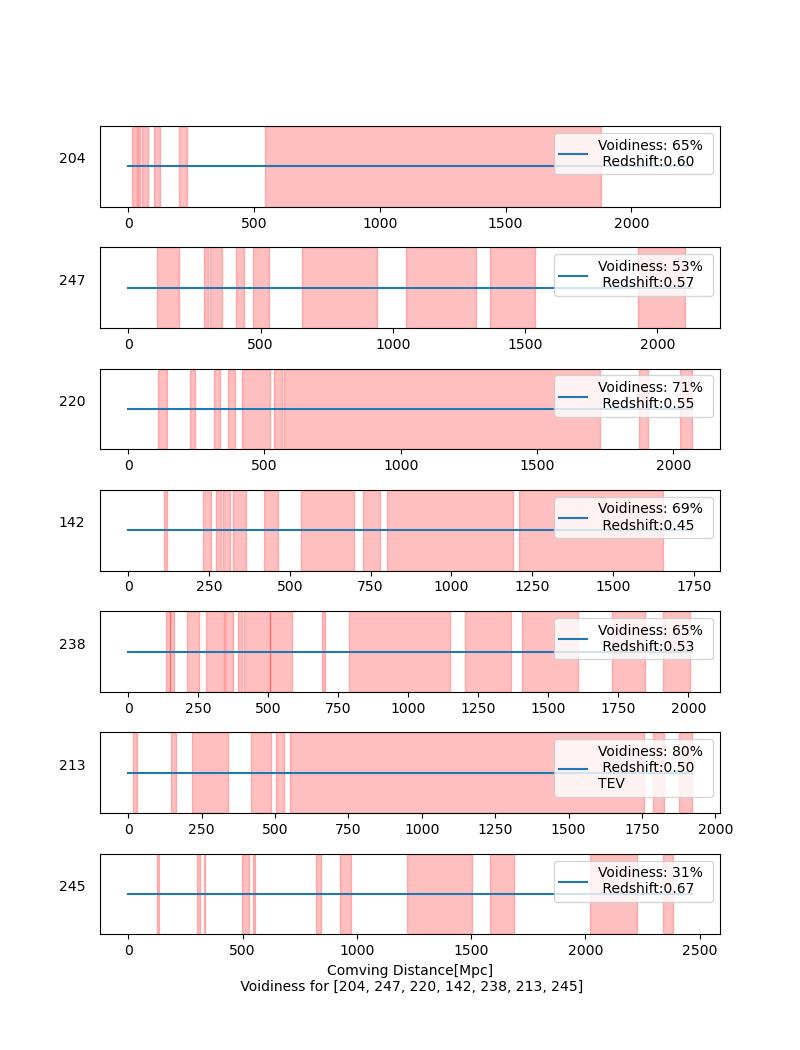 204
Voidiness: 65%
Redshift:0.60
0 500 1000 1500 2000
247
Voidiness: 53%
Redshift:0.57
0 500 1000 1500 2000
220
Voidiness: 71%
Redshift:0.55
0 500 1000 1500 2000
142
Voidiness: 69%
Redshift:0.45
0 250 500 750 1000 1250 1500 1750
238
Voidiness: 65%
Redshift:0.53
0 250 500 750 1000 1250 1500 1750 2000
213
Voidiness: 80%
Redshift:0.50
TEV
0 250 500 750 1000 1250 1500 1750 2000
245
Voidiness: 31%
Redshift:0.67
0 500 1000 1500 2000 2500
Comving Distance[Mpc]
Voidiness for [204, 247, 220, 142, 238, 213, 245]